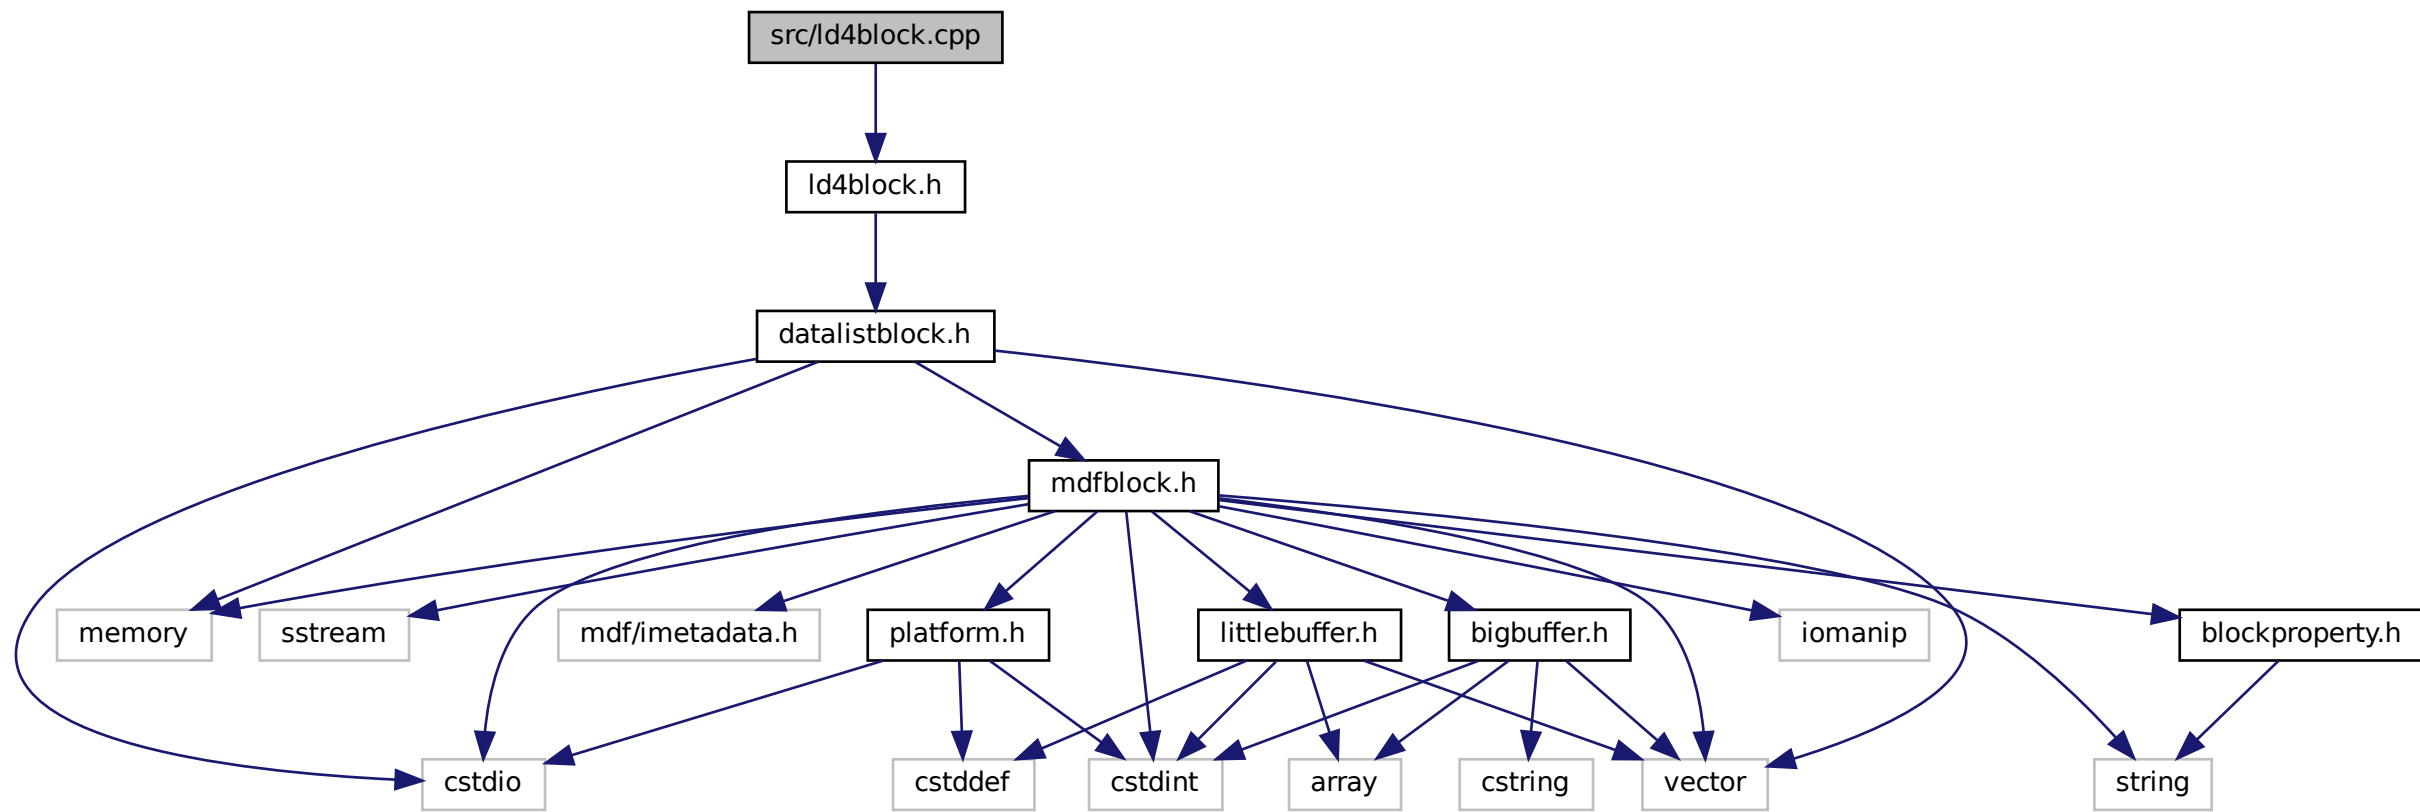 src/ld4block.cpp
ld4block.h
datalistblock.h
mdfblock.h
memory
sstream
mdf/imetadata.h
platform.h
littlebuffer.h
bigbuffer.h
iomanip
blockproperty.h
cstdio
cstddef
cstdint
array
cstring
vector
string